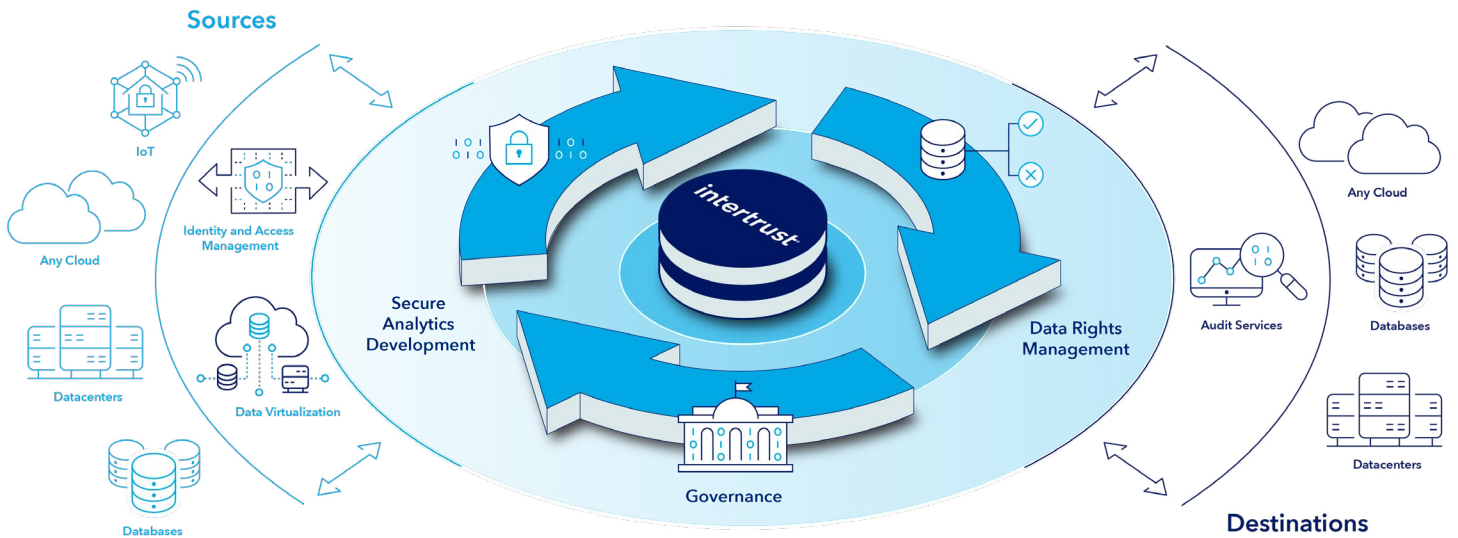 Sources
IoT
Any Cloud
Datacenters
Databases
Identity and Access
Management
Data Virtualization
Secure
Analytics
Development
intertrust
Governance
Data Rights
Management
Audit Services
Any Cloud
Databases
Datacenters
Destinations